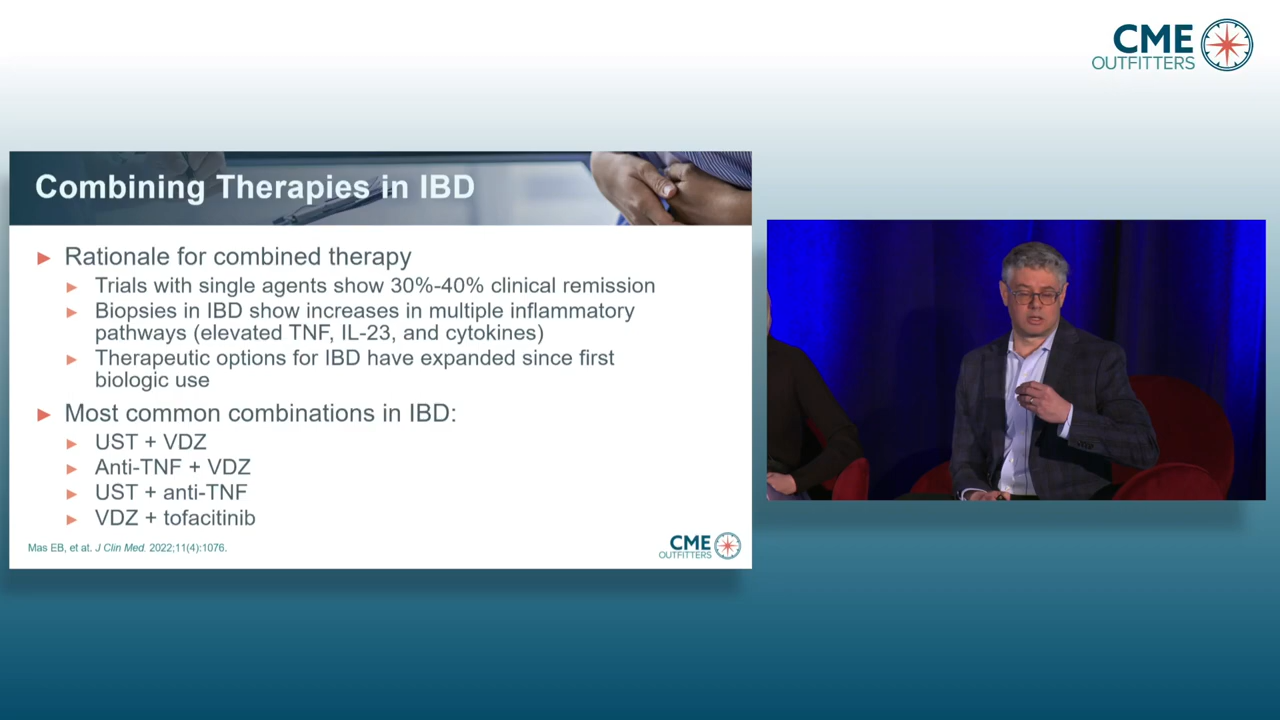 CME
OUTFITTERS
Combining Therapies in IBD
► Rationale for combined therapy
► Trials with single agents show 30%-40% clinical remission
► Biopsies in IBD show increases in multiple inflammatory
pathways (elevated TNF, IL-23, and cytokines)
► Therapeutic options for IBD have expanded since first
biologic use
► Most common combinations in IBD:
► UST + VDZ
► Anti-TNF + VDZ
► UST + anti-TNF
► VDZ + tofacitinib
Mas EB, et at. J Clin Med. 2022;11(4):1076.
CME
OUTFITTERS